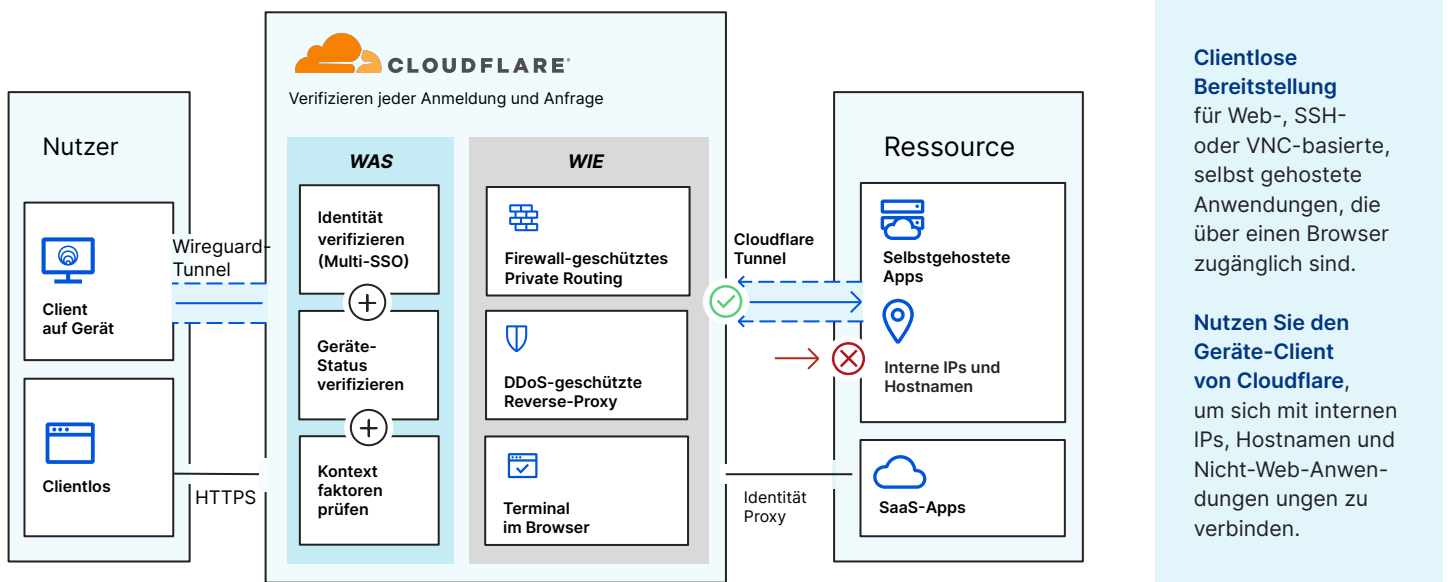 CLOUDFLARE
Verifizieren jeder Anmeldung und Anfrage
Nutzer
Client
auf Gerät
Clientlos
Wireguard-
Tunnel
HTTPS
WAS
Identität
verifizieren
(Multi-SSO)
Geräte-
Status
verifizieren
Kontext
faktoren
prüfen
WIE
Firewall-geschütztes
Private Routing
DDoS-geschützte
Reverse-Proxy
Terminal
im Browser
Cloudflare
Tunnel
Identität
Proxy
Ressource
Selbstgehostete
Apps
Interne IPs und
Hostnamen
SaaS-Apps
Clientlose
Bereitstellung
für Web-, SSH-
oder VNC-basierte,
selbst gehostete
Anwendungen, die
über einen Browser
zugänglich sind.
Nutzen Sie den
Geräte-Client
von Cloudflare,
um sich mit internen
IPs, Hostnamen und
Nicht-Web-Anwen-
dungen ungen zu
verbinden.